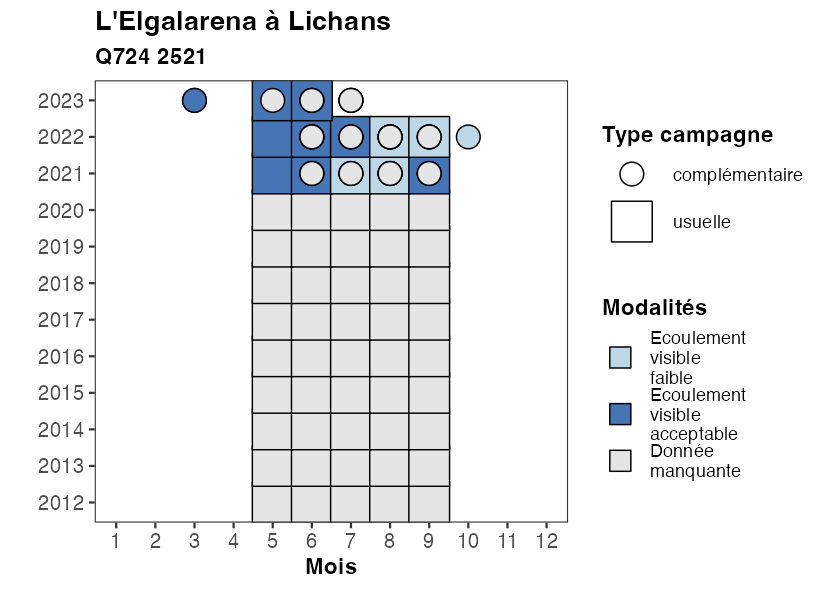 L'Elgalarena à Lichans
Q724 2521
2023
2022
2021
2020
2019
2018
2017
2016
2015
2014
2013
2012
1 2 3 4 5 6 7 8 9 10 11 12
Mois
Type campagne
complémentaire
usuelle
Modalités
Ecoulement
visible
faible
Ecoulement
visible
acceptable
Donnée
manquante